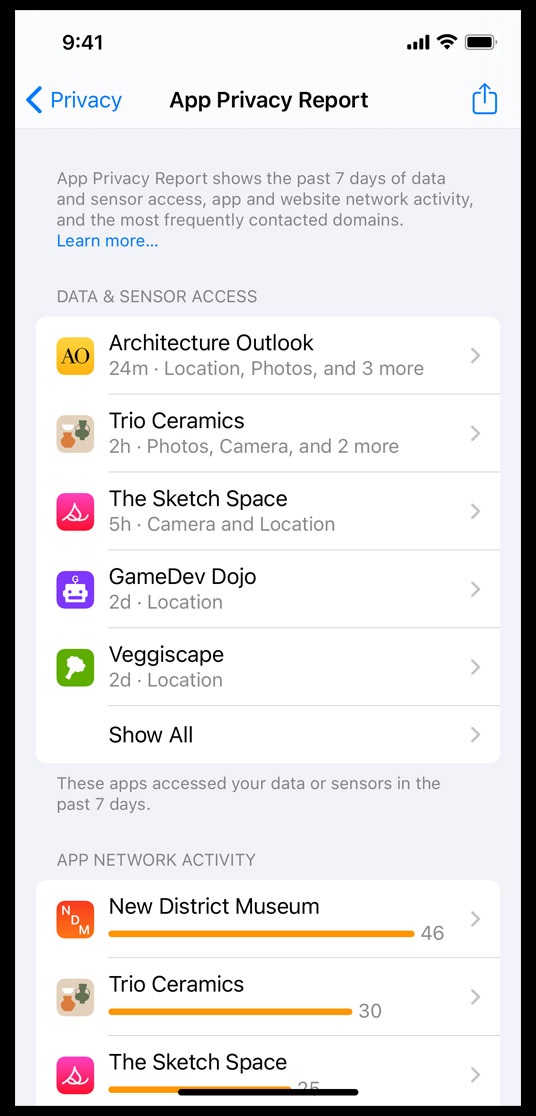 9:41
Privacy
App Privacy Report
App Privacy Report shows the past 7 days of data
and sensor access, app and website network activity,
and the most frequently contacted domains.
Learn more...
DATA & SENSOR ACCESS
AO
Architecture Outlook
24m · Location, Photos, and 3 more
Trio Ceramics
2h · Photos, Camera, and 2 more
The Sketch Space
5h · Camera and Location
G
GameDev Dojo
2d · Location
Veggiscape
2d · Location
Show All
These apps accessed your data or sensors in the
past 7 days.
APP NETWORK ACTIVITY
NDM
New District Museum
46
Trio Ceramics
30
The Sketch Space
25